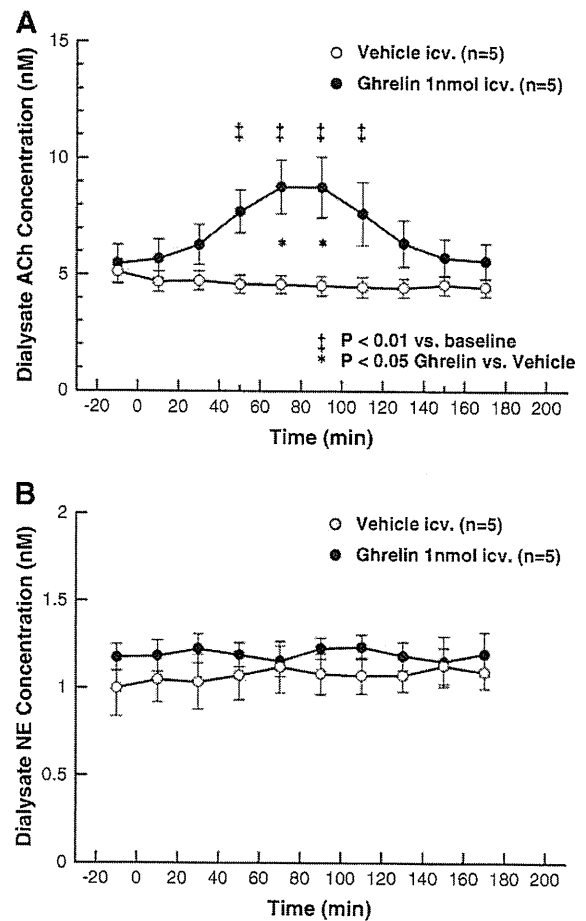 A
Dialysate ACh Concentration (nM)
15
10
5
0
Vehicle icv. (n=5)
Ghrelin 1nmol icv. (n=5)
‡ ‡ ‡ ‡
* *
‡ P < 0.01 vs. baseline
* P < 0.05 Ghrelin vs. Vehicle
-20 0 20 40 60 80 100 120 140 160 180 200
Time (min)
B
Dialysate NE Concentration (nM)
2
1.5
1
0.5
0
Vehicle icv. (n=5)
Ghrelin 1nmol icv. (n=5)
-20 0 20 40 60 80 100 120 140 160 180 200
Time (min)